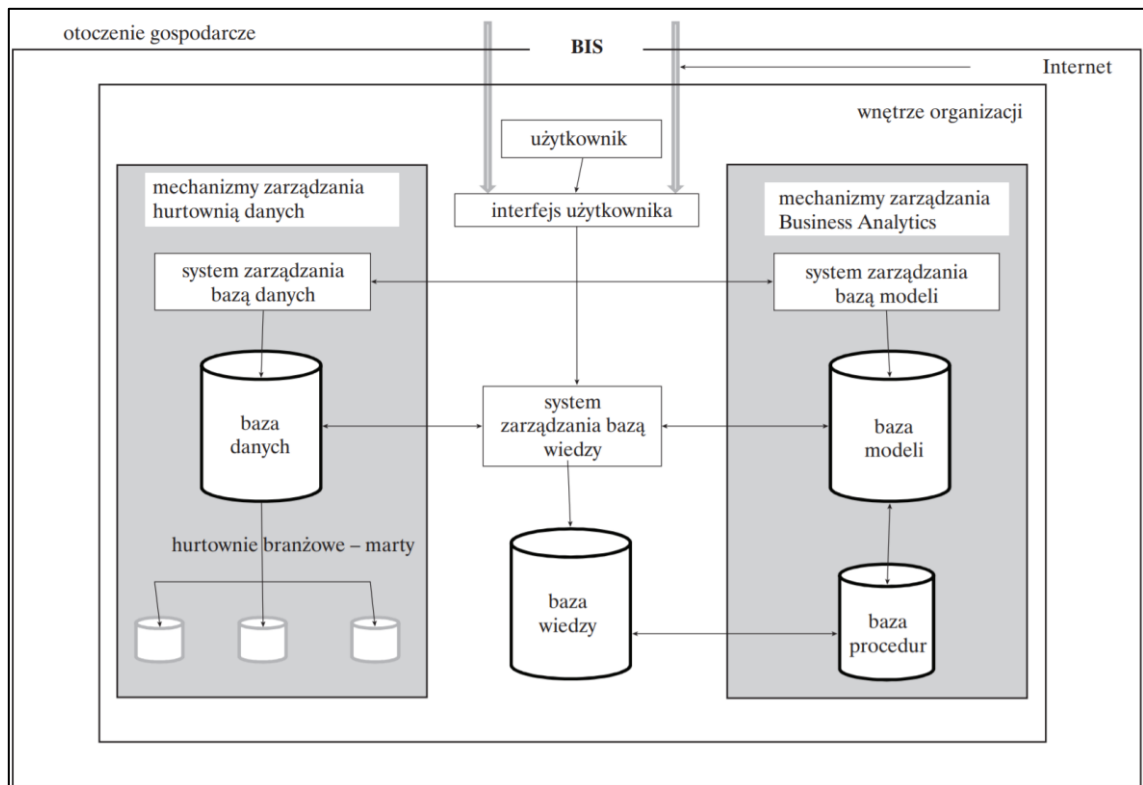 otoczenie gospodarcze
BIS
Internet
wnętrze organizacji
użytkownik
mechanizmy zarządzania
hurtownią danych
interfejs użytkownika
mechanizmy zarządzania
Business Analytics
system zarządzania
bazą danych
system zarządzania
bazą modeli
baza
danych
system
zarządzania bazą
wiedzy
baza
modeli
hurtownie branżowe – marty
baza
wiedzy
baza
procedur